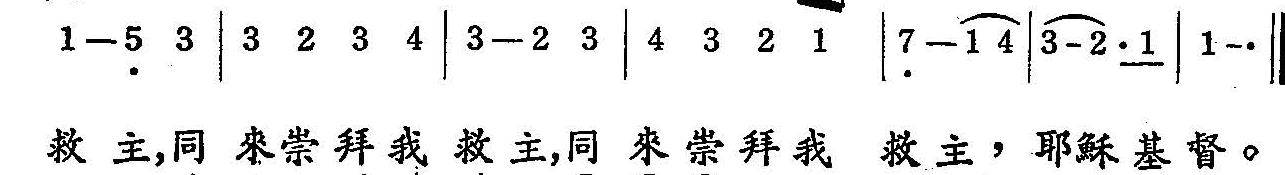 1—5 3 | 3 2 3 4 | 3—2 3 | 4 3 2 1 | 7—1 4 | 3-2·1 | 1-· ‖
救主,同來崇拜我救主,同來崇拜我救主，耶穌基督。